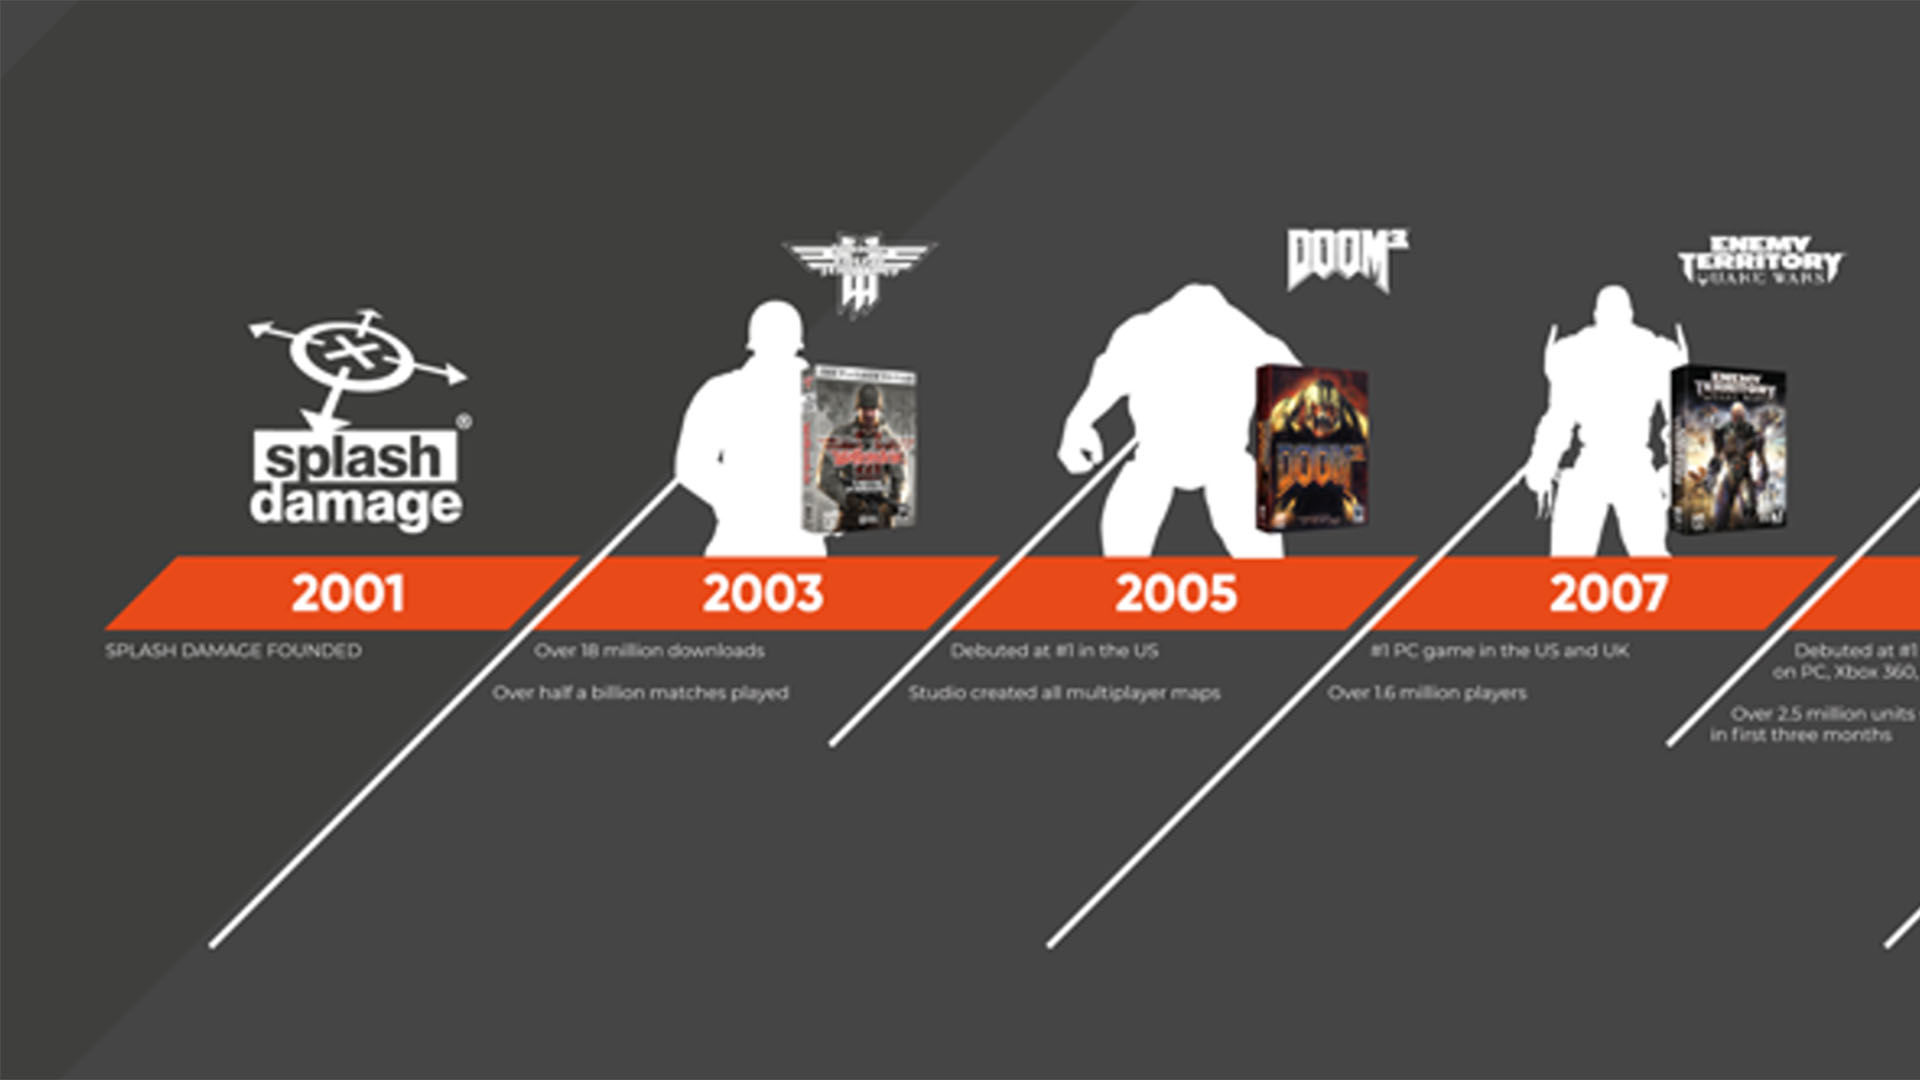 splash
damage
®
DOOM³
ENEMY
TERRITORY
QUAKE WARS
ENEMY
TERRITORY
DOOM³
2001
2003
2005
2007
SPLASH DAMAGE FOUNDED
Over 18 million downloads
Over half a billion matches played
Debuted at #1 in the US
Studio created all multiplayer maps
#1 PC game in the US and UK
Over 1.6 million players
Debuted at #1
on PC, Xbox 360,
Over 2.5 million units
in first three months